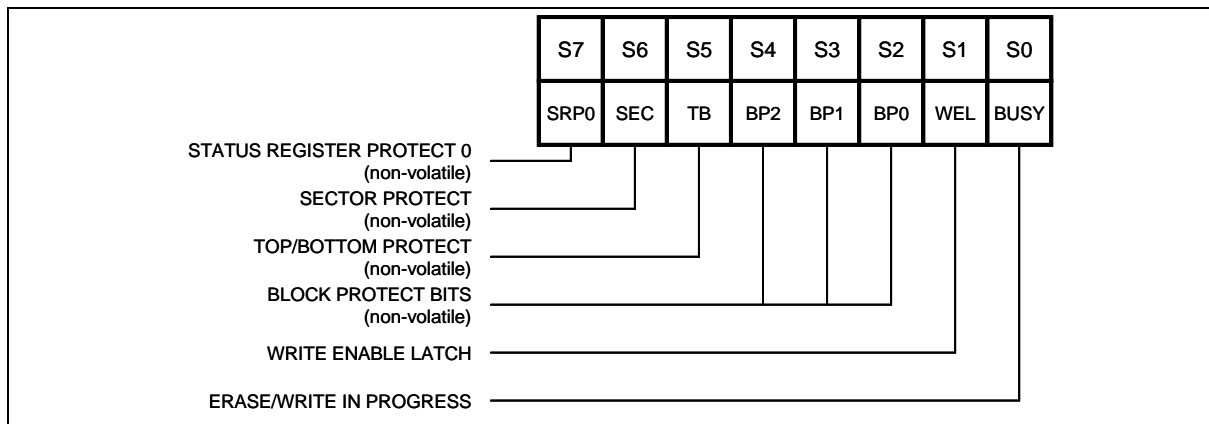 S7 S6 S5 S4 S3 S2 S1 S0
SRP0 SEC TB BP2 BP1 BP0 WEL BUSY
STATUS REGISTER PROTECT 0
(non-volatile)
SECTOR PROTECT
(non-volatile)
TOP/BOTTOM PROTECT
(non-volatile)
BLOCK PROTECT BITS
(non-volatile)
WRITE ENABLE LATCH
ERASE/WRITE IN PROGRESS